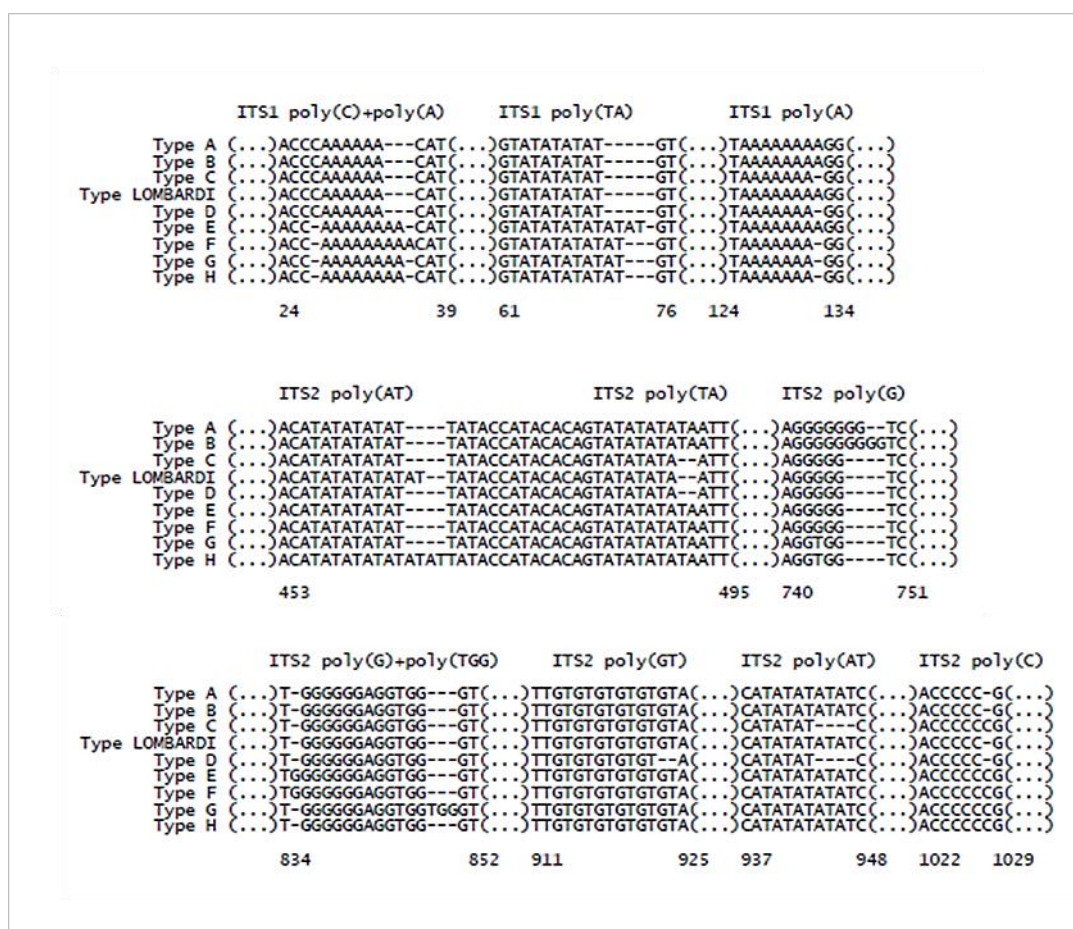 ITS1 poly(C)+poly(A) ITS1 poly(TA) ITS1 poly(A)
Type A (...)ACCCAAAAAA---CAT(...)GTATATATAT-----GT(...)TAAAAAAAAGG(...)
Type B (...)ACCCAAAAAA---CAT(...)GTATATATAT-----GT(...)TAAAAAAAAGG(...)
Type C (...)ACCCAAAAAA---CAT(...)GTATATATAT-----GT(...)TAAAAAAA-GG(...)
Type LOMBARDI (...)ACCCAAAAAA---CAT(...)GTATATATAT-----GT(...)TAAAAAAA-GG(...)
Type D (...)ACCCAAAAAA---CAT(...)GTATATATAT-----GT(...)TAAAAAAA-GG(...)
Type E (...)ACC-AAAAAAAA-CAT(...)GTATATATATATAT-GT(...)TAAAAAAAAGG(...)
Type F (...)ACC-AAAAAAAAACAT(...)GTATATATATAT---GT(...)TAAAAAAA-GG(...)
Type G (...)ACC-AAAAAAAA-CAT(...)GTATATATATAT---GT(...)TAAAAAAA-GG(...)
Type H (...)ACC-AAAAAAAA-CAT(...)GTATATATATAT---GT(...)TAAAAAAA-GG(...)
24 39 61 76 124 134
ITS2 poly(AT) ITS2 poly(TA) ITS2 poly(G)
Type A (...)ACATATATATAT----TATACCATACACAGTATATATATAATT(...)AGGGGGGG--TC(...)
Type B (...)ACATATATATAT----TATACCATACACAGTATATATATAATT(...)AGGGGGGGGGTC(...)
Type C (...)ACATATATATAT----TATACCATACACAGTATATATA--ATT(...)AGGGGG----TC(...)
Type LOMBARDI (...)ACATATATATATAT--TATACCATACACAGTATATATA--ATT(...)AGGGGG----TC(...)
Type D (...)ACATATATATAT----TATACCATACACAGTATATATA--ATT(...)AGGGGG----TC(...)
Type E (...)ACATATATATAT----TATACCATACACAGTATATATATAATT(...)AGGGGG----TC(...)
Type F (...)ACATATATATAT----TATACCATACACAGTATATATATAATT(...)AGGGGG----TC(...)
Type G (...)ACATATATATAT----TATACCATACACAGTATATATATAATT(...)AGGTGG----TC(...)
Type H (...)ACATATATATATATATTATACCATACACAGTATATATATAATT(...)AGGTGG----TC(...)
453 495 740 751
ITS2 poly(G)+poly(TGG) ITS2 poly(GT) ITS2 poly(AT) ITS2 poly(C)
Type A (...)T-GGGGGGAGGTGG---GT(...)TTGTGTGTGTGTGTA(...)CATATATATATC(...)ACCCCC-G(...)
Type B (...)T-GGGGGGAGGTGG---GT(...)TTGTGTGTGTGTGTA(...)CATATATATATC(...)ACCCCC-G(...)
Type C (...)T-GGGGGGAGGTGG---GT(...)TTGTGTGTGTGTGTA(...)CATATAT----C(...)ACCCCCCG(...)
Type LOMBARDI (...)T-GGGGGGAGGTGG---GT(...)TTGTGTGTGTGTGTA(...)CATATATATATC(...)ACCCCC-G(...)
Type D (...)T-GGGGGGAGGTGG---GT(...)TTGTGTGTGTGT--A(...)CATATAT----C(...)ACCCCCCG(...)
Type E (...)TGGGGGGGAGGTGG---GT(...)TTGTGTGTGTGTGTA(...)CATATATATATC(...)ACCCCCCG(...)
Type F (...)TGGGGGGGAGGTGG---GT(...)TTGTGTGTGTGTGTA(...)CATATATATATC(...)ACCCCCCG(...)
Type G (...)T-GGGGGGAGGTGGTGGGT(...)TTGTGTGTGTGTGTA(...)CATATATATATC(...)ACCCCCCG(...)
Type H (...)T-GGGGGGAGGTGG---GT(...)TTGTGTGTGTGTGTA(...)CATATATATATC(...)ACCCCCCG(...)
834 852 911 925 937 948 1022 1029